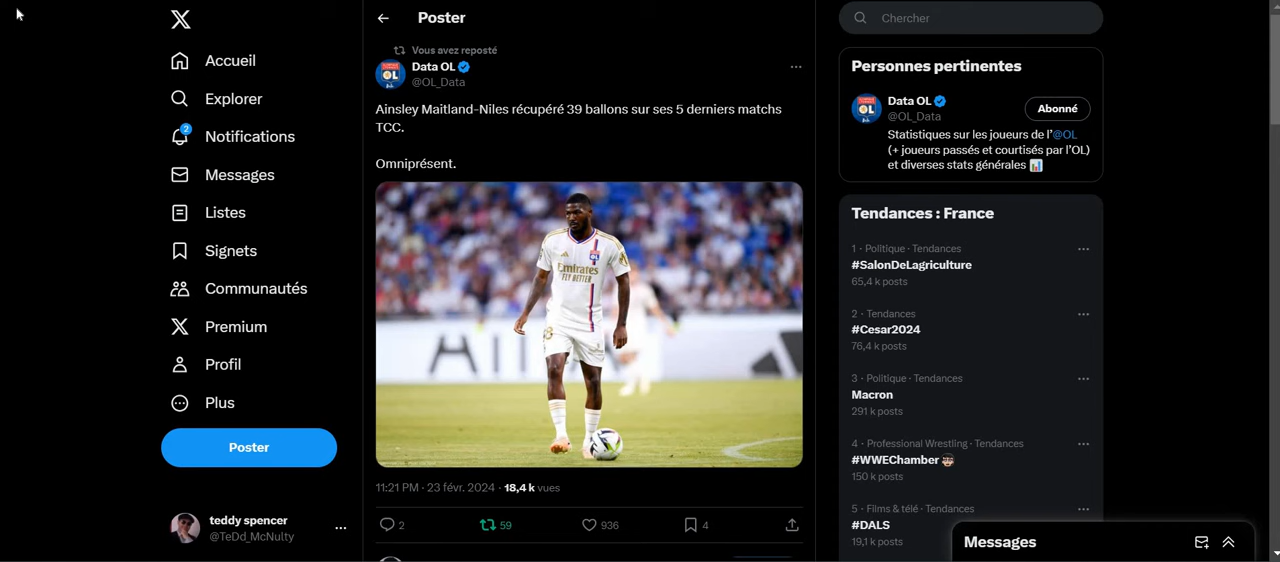 Accueil
Explorer
2
Notifications
Messages
Listes
Signets
Communautés
Premium
Profil
Plus
Poster
teddy spencer
@TeDd_McNulty
Poster
Vous avez reposté
Data OL
@OL_Data
Ainsley Maitland-Niles récupéré 39 ballons sur ses 5 derniers matchs
TCC.
Omniprésent.
Emirates
FLY BETTER
OL
11:21 PM · 23 févr. 2024 · 18,4 k vues
2
59
936
4
Chercher
Personnes pertinentes
Data OL
@OL_Data
Abonné
Statistiques sur les joueurs de l'@OL
(+ joueurs passés et courtisés par l'OL)
et diverses stats générales 📊
Tendances : France
1 · Politique · Tendances
#SalonDeLagriculture
65,4 k posts
2 · Tendances
#Cesar2024
76,4 k posts
3 · Politique · Tendances
Macron
291 k posts
4 · Professional Wrestling · Tendances
#WWEChamber
150 k posts
5 · Films & télé · Tendances
#DALS
19,1 k posts
Messages